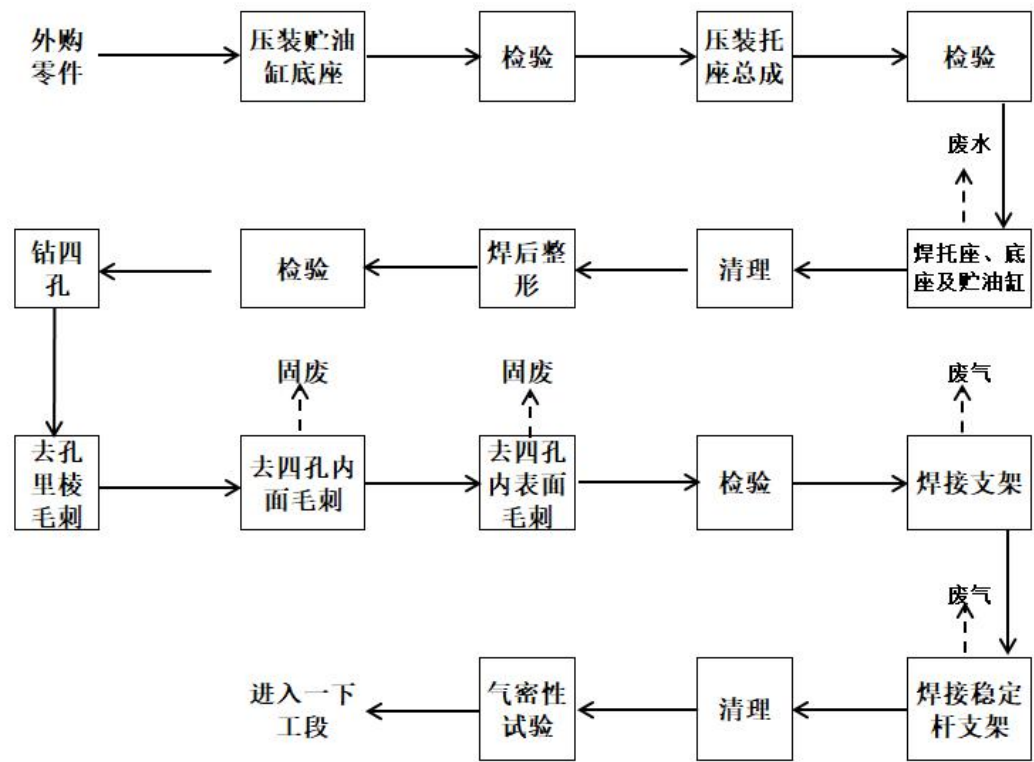 外购
零件
压装贮油
缸底座
检验
压装托
座总成
检验
废水
钻四
孔
检验
焊后整
形
清理
焊托座、底
座及贮油缸
固废
固废
废气
去孔
里棱
毛刺
去四孔内
面毛刺
去四孔
内表面
毛刺
检验
焊接支架
废气
进入一下
工段
气密性
试验
清理
焊接稳定
杆支架